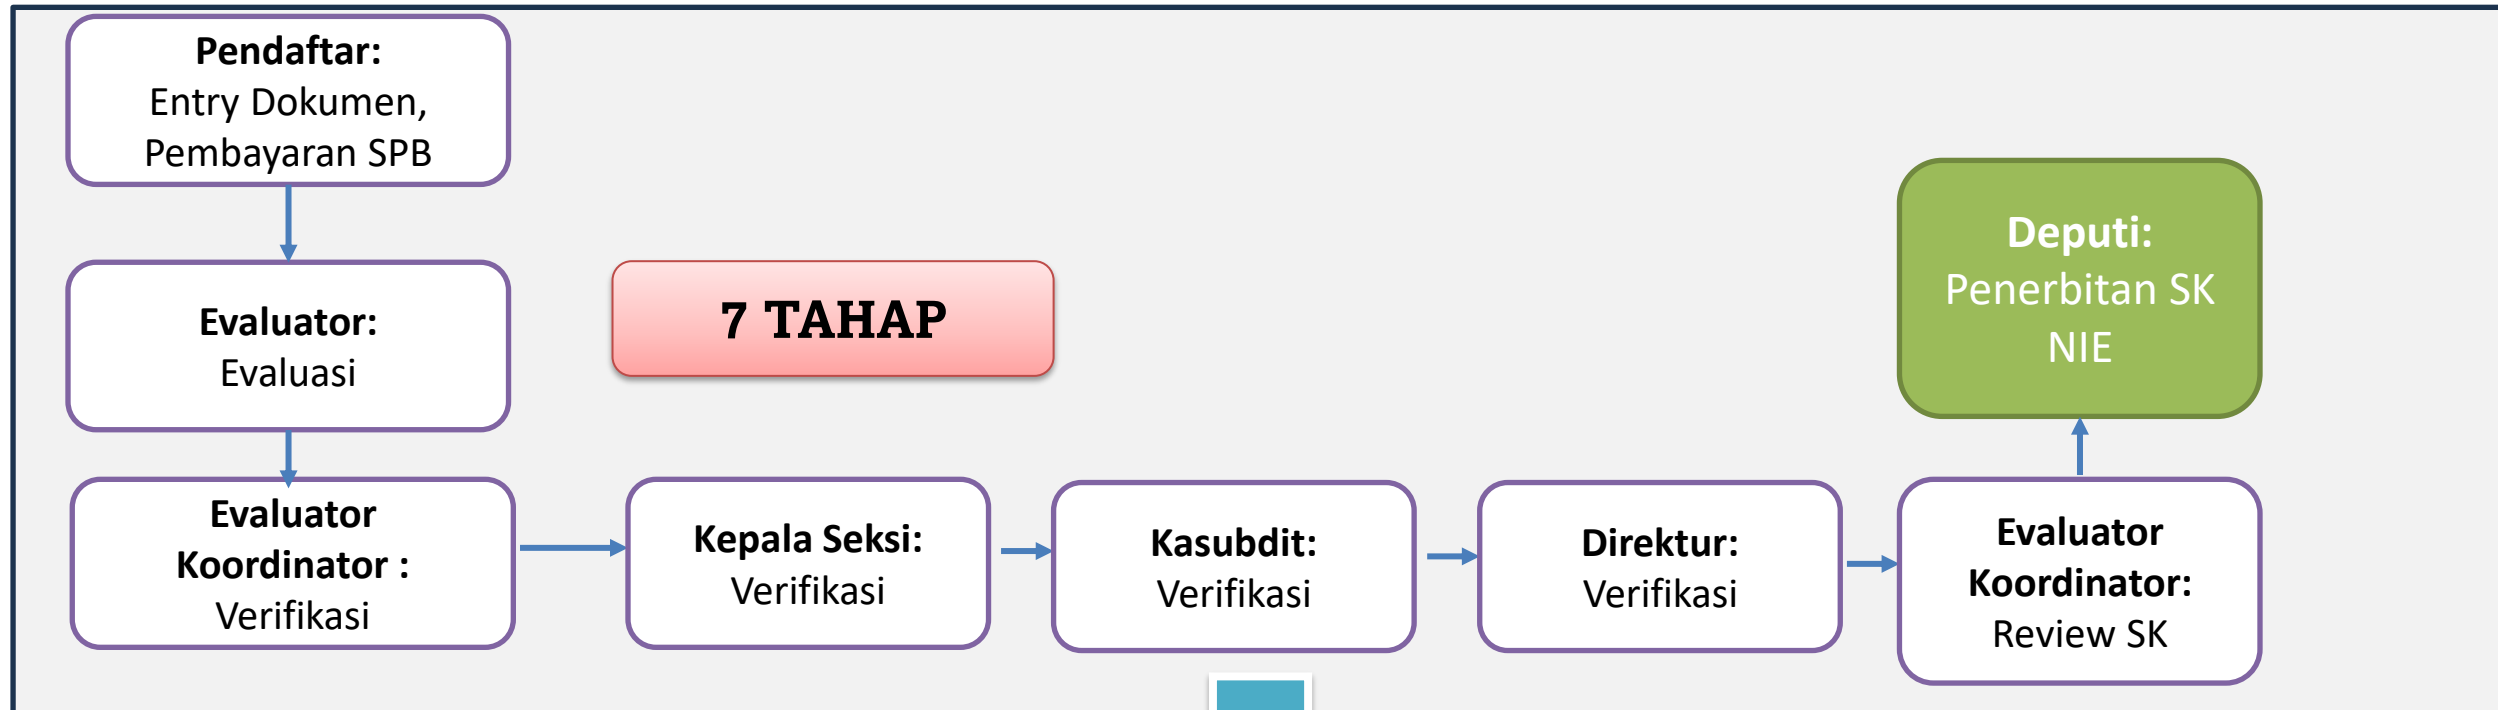 Pendaftar:
Entry Dokumen,
Pembayaran SPB
Evaluator:
Evaluasi
7 TAHAP
Deputi:
Penerbitan SK
NIE
Evaluator
Koordinator :
Verifikasi
Kepala Seksi:
Verifikasi
Kasubdit:
Verifikasi
Direktur:
Verifikasi
Evaluator
Koordinator:
Review SK